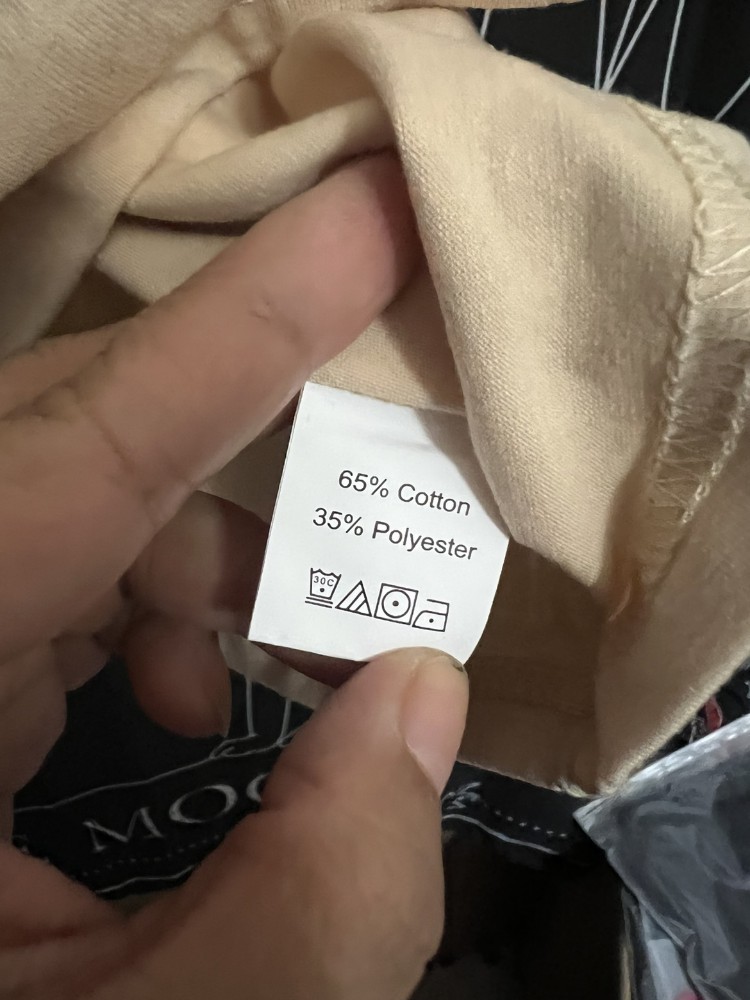 65% Cotton
35% Polyester
30C